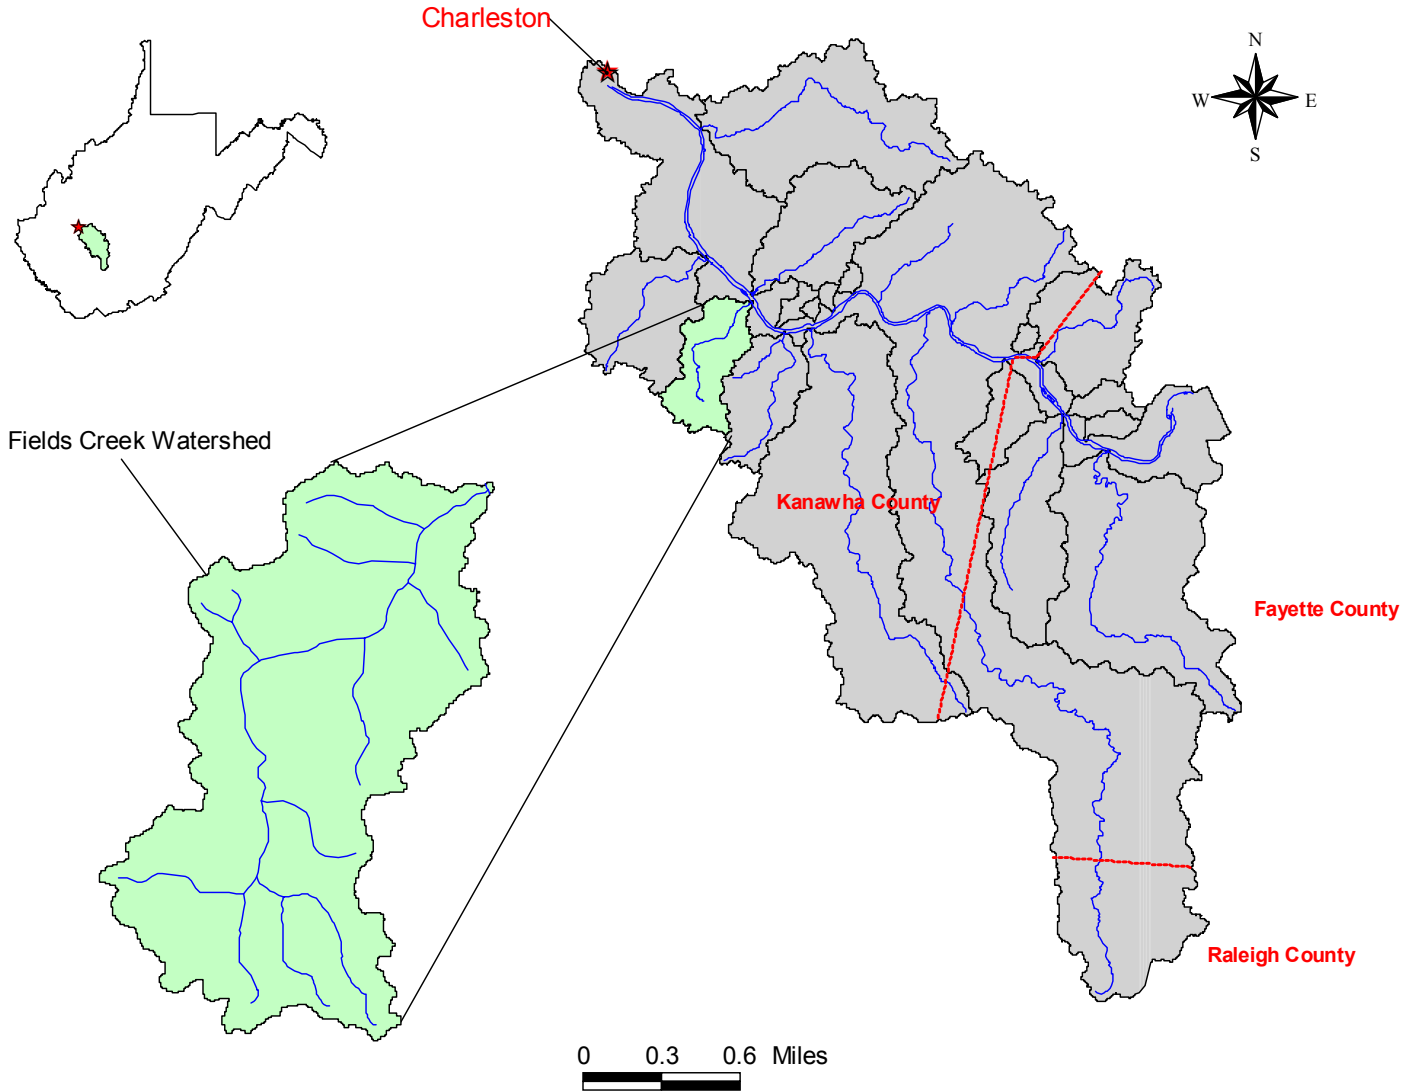 Charleston
N
W
E
S
Fields Creek Watershed
Kanawha County
Fayette County
Raleigh County
0 0.3 0.6 Miles